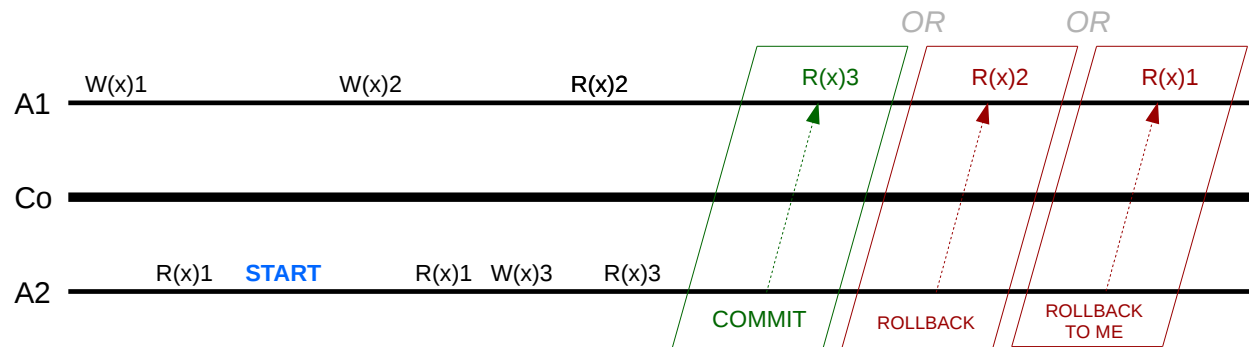 OR OR
W(x)1 W(x)2 R(x)2 R(x)3 R(x)2 R(x)1
A1
Co
R(x)1 START R(x)1 W(x)3 R(x)3
A2
COMMIT ROLLBACK ROLLBACK
TO ME